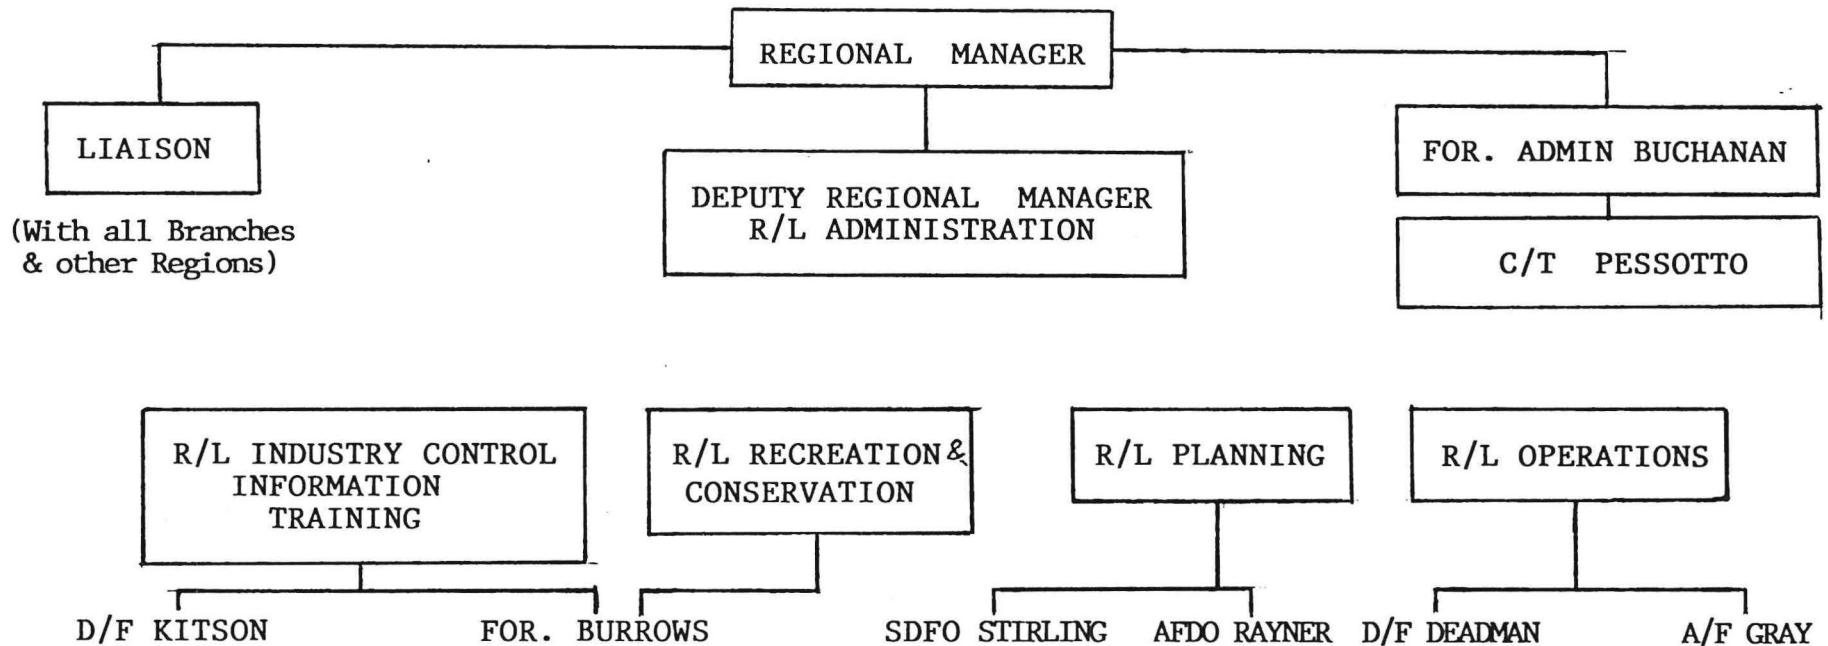 REGIONAL MANAGER
LIAISON
(With all Branches
& other Regions)
DEPUTY REGIONAL MANAGER
R/L ADMINISTRATION
FOR. ADMIN BUCHANAN
C/T PESSOTTO
R/L INDUSTRY CONTROL
INFORMATION
TRAINING
R/L RECREATION &
CONSERVATION
R/L PLANNING
R/L OPERATIONS
D/F KITSON
FOR. BURROWS
SDFO STIRLING
AFDO RAYNER
D/F DEADMAN
A/F GRAY